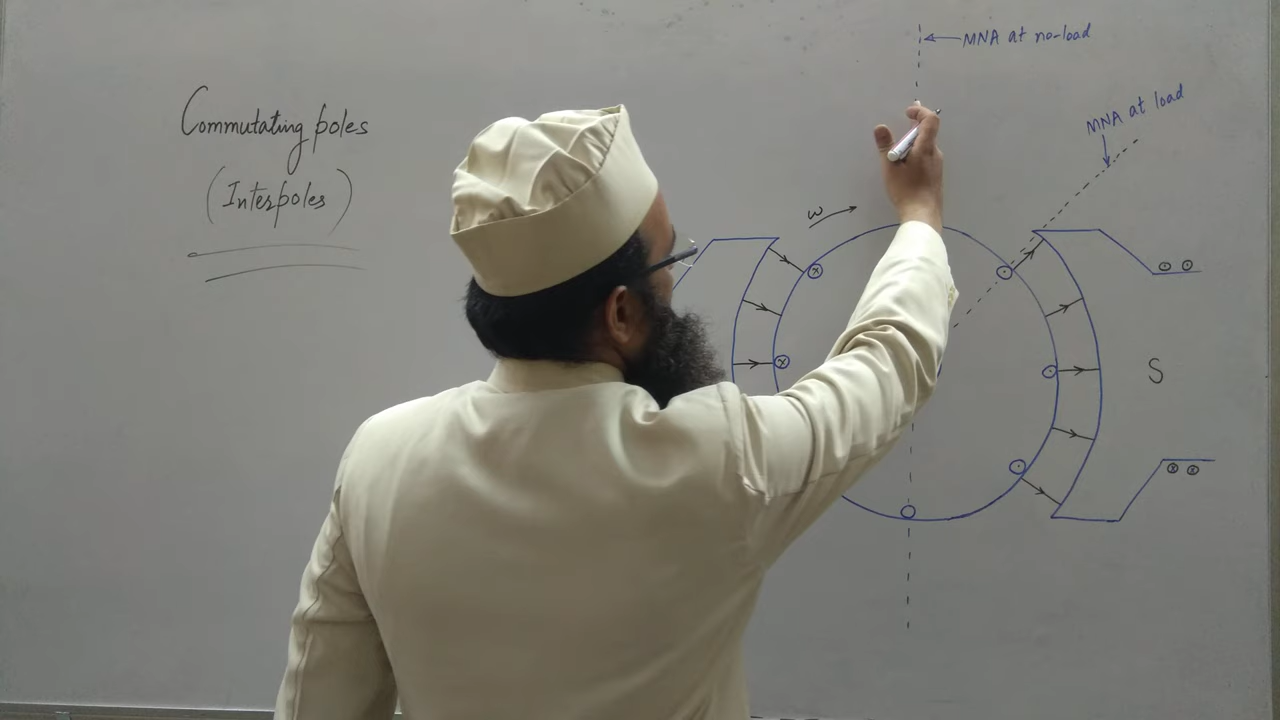 Commutating poles
(Interpoles)
MNA at no-load
MNA at load
ω
S